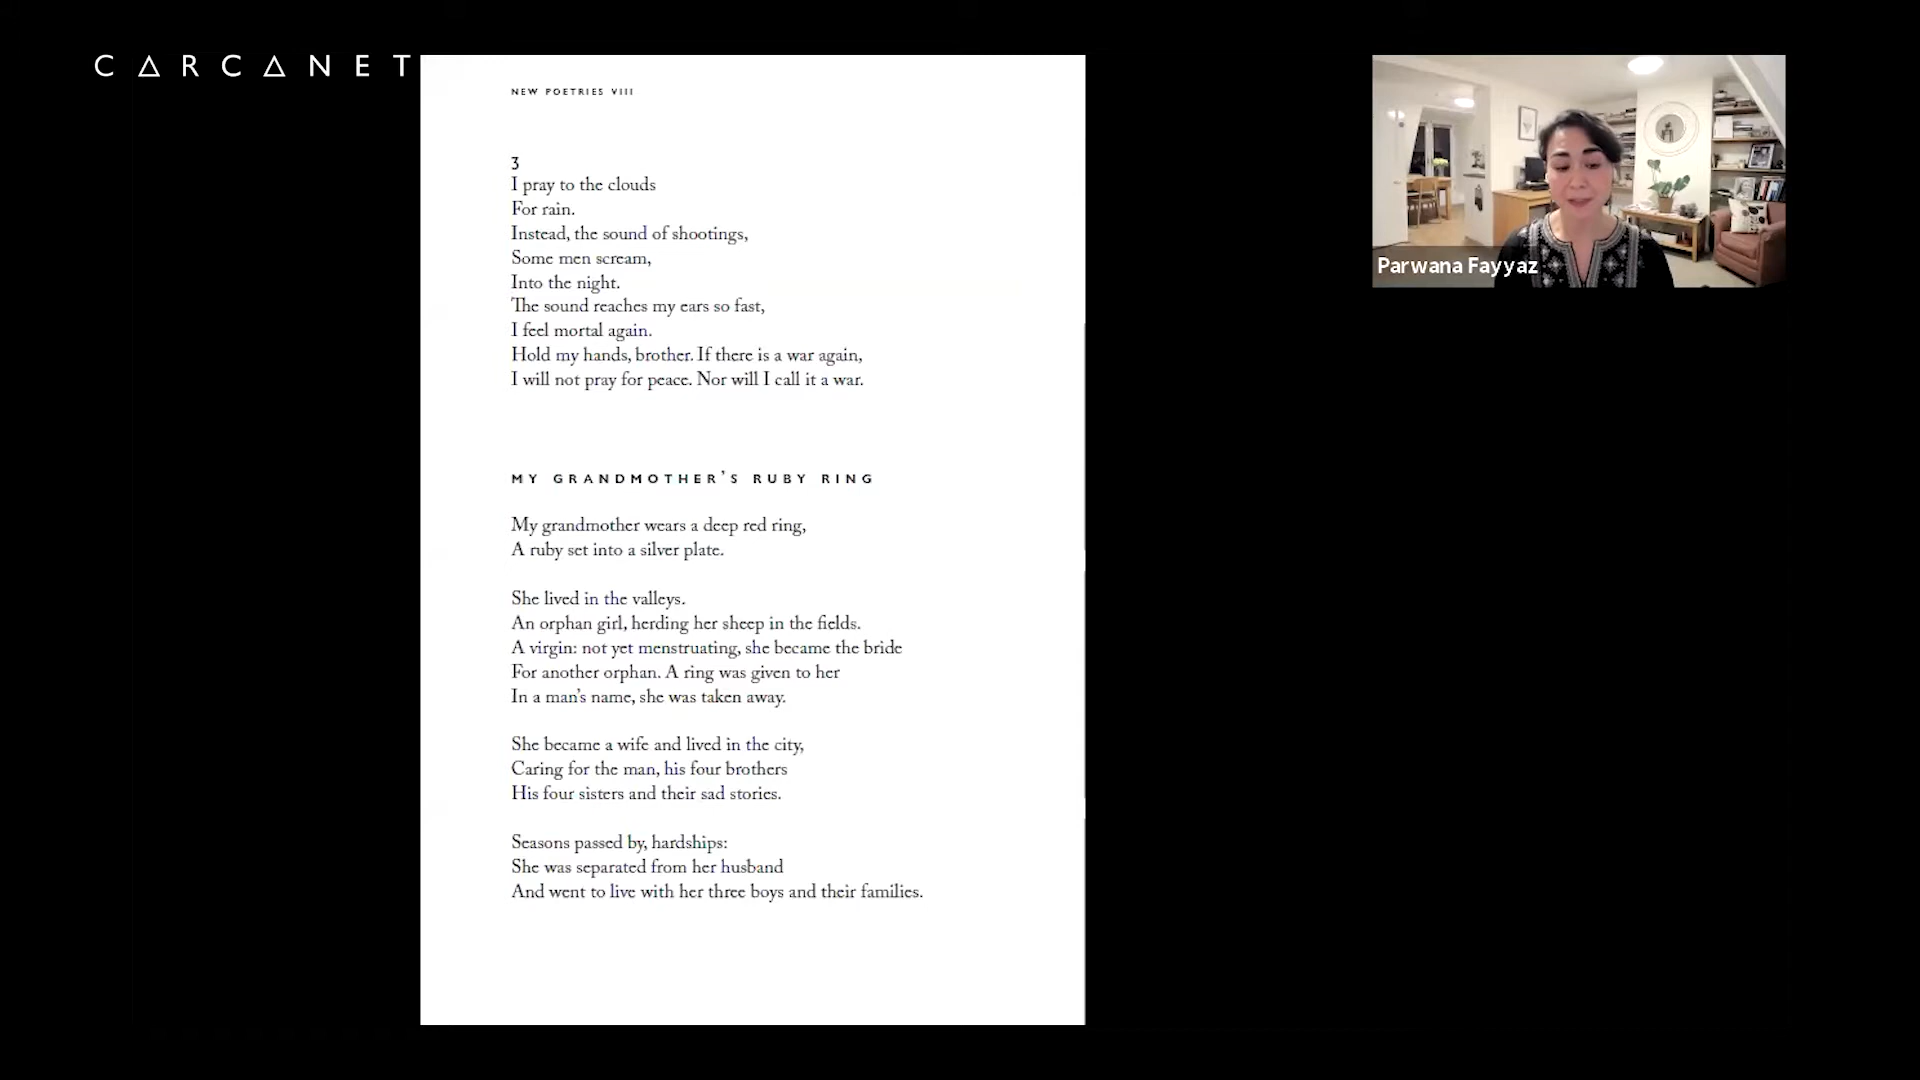 CARCANET
NEW POETRIES VIII
3
I pray to the clouds
For rain.
Instead, the sound of shootings,
Some men scream,
Into the night.
The sound reaches my ears so fast,
I feel mortal again.
Hold my hands, brother. If there is a war again,
I will not pray for peace. Nor will I call it a war.
MY GRANDMOTHER'S RUBY RING
My grandmother wears a deep red ring,
A ruby set into a silver plate.
She lived in the valleys.
An orphan girl, herding her sheep in the fields.
A virgin: not yet menstruating, she became the bride
For another orphan. A ring was given to her
In a man's name, she was taken away.
She became a wife and lived in the city,
Caring for the man, his four brothers
His four sisters and their sad stories.
Seasons passed by, hardships:
She was separated from her husband
And went to live with her three boys and their families.
Parwana Fayyaz